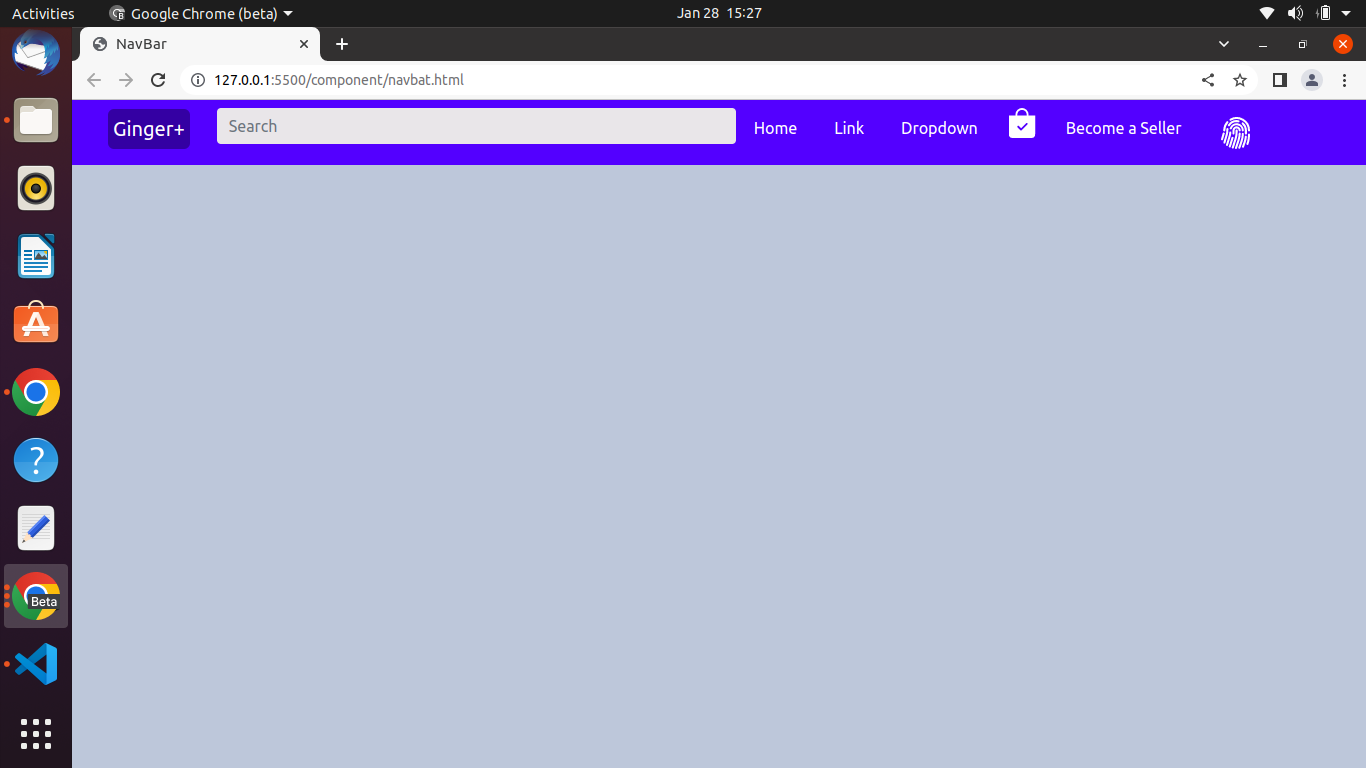 Activities
Google Chrome (beta)
Jan 28 15:27
NavBar
127.0.0.1:5500/component/navbat.html
Ginger+
Search
Home
Link
Dropdown
Become a Seller
?
Beta